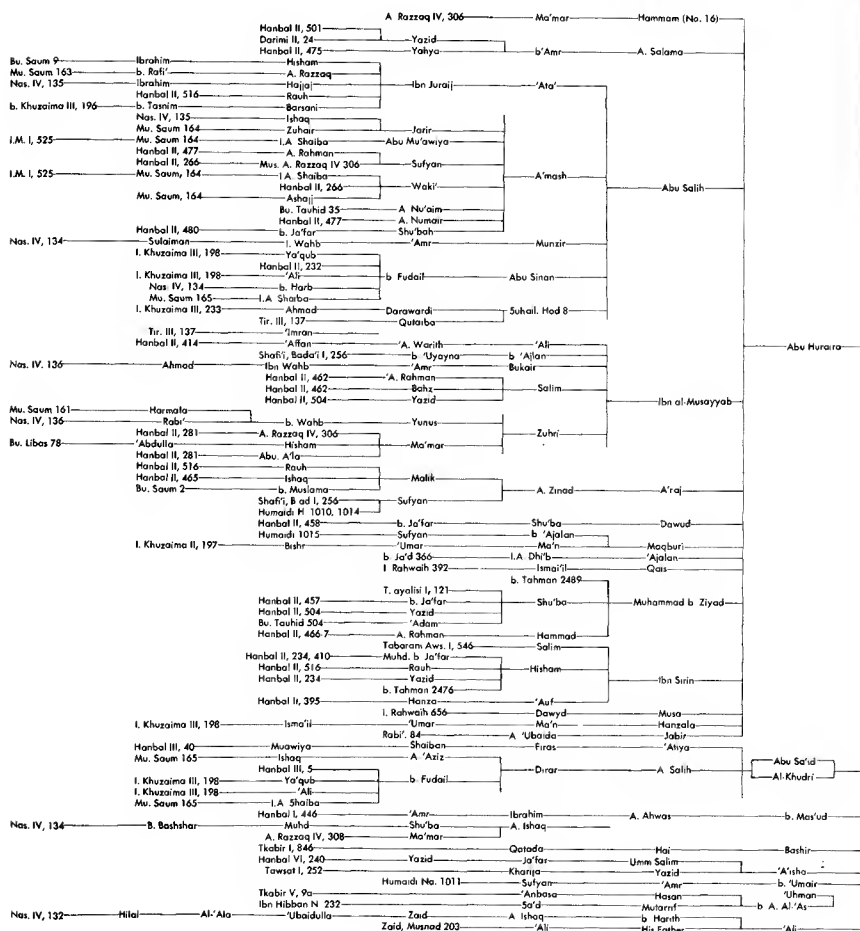 A Razzaq IV, 306 Ma'mar Hammam (No. 16)
Hanbal II, 501
Darimi II, 24 Yazid
Hanbal II, 475 Yahya b'Amr A. Salama
Bu. Saum 9 Ibrahim Hisham
Mu. Saum 163 b. Rafi' A. Razzaq
Nas. IV, 135 Ibrahim Hajjaj Ibn Juraij 'Ata'
Hanbal II, 516 Rauh
b. Khuzaima III, 196 b. Tasnim Barsani
Nas. IV, 135 Ishaq
Mu. Saum 164 Zuhair Jarir
I.M. I, 525 Mu. Saum 164 I.A Shaiba Abu Mu'awiya
Hanbal II, 477 A. Rahman
Hanbal II, 266 Mus. A. Razzaq IV 306 Sufyan A'mash
I.M. I, 525 Mu. Saum, 164 I.A Shaiba Abu Salih
Hanbal II, 266 Waki'
Mu. Saum, 164 Ashajj
Bu. Tauhid 35 A Nu'aim
Hanbal II, 477 A. Numair
Hanbal II, 480 b. Ja'far Shu'bah
Nas. IV, 134 Sulaiman I. Wahb 'Amr Munzir
I. Khuzaima III, 198 Ya'qub
Hanbal II, 232
I. Khuzaima III, 198 'Ali b Fudail Abu Sinan
Nas IV, 134 b. Harb
Mu. Saum 165 I.A Shaiba
I. Khuzaima III, 233 Ahmad Darawardi Suhail. Hod 8
Tir. III, 137 Qutaiba
Tir. III, 137 'Imran
Hanbal II, 414 'Affan 'A. Warith 'Ali Abu Huraira
Shafi'i, Bada'i I, 256 b 'Uyayna b 'Ajlan
Nas IV. 136 Ahmad Ibn Wahb 'Amr Bukair
Hanbal II, 462 'A. Rahman
Hanbal II, 462 Bahz Salim
Hanbal II, 504 Yazid Ibn al-Musayyab
Mu. Saum 161 Harmala
Nas. IV, 136 Rabi' b. Wahb Yunus
Hanbal II, 281 A. Razzaq IV, 306 Zuhri
Bu. Libas 78 'Abdulla Hisham Ma'mar
Hanbal II, 281 Abu. A'la
Hanbal II, 516 Rauh
Hanbal II, 465 Ishaq Malik
Bu. Saum 2 b. Muslama A. Zinad A'raj
Shafi'i, B ad I, 256 Sufyan
Humaidi H 1010, 1014
Hanbal II, 458 b. Ja'far Shu'ba Dawud
Humaidi 1015 Sufyan b 'Ajalan
I. Khuzaima II, 197 Bishr 'Umar Ma'n Maqburi
b Ja'd 366 I.A Dhi'b 'Ajalan
I Rahwaih 392 Ismai'il Qais
b. Tahman 2489
T. ayalisi I, 121
Hanbal II, 457 b. Ja'far Shu'ba Muhammad b Ziyad
Hanbal II, 504 Yazid
Bu. Tauhid 504 'Adam
Hanbal II, 466-7 A. Rahman Hammad
Tabaram Aws. I, 546 Salim
Hanbal II, 234, 410 Muhd. b Ja'far
Hanbal II, 516 Rauh Hisham
Hanbal II, 234 Yazid Ibn Sirin
b. Tahman 2476
Hanbal II, 395 Hanza 'Auf
I. Rahwaih 656 Dawyd Musa
I. Khuzaima III, 198 Isma'il 'Umar Ma'n Hanzala
Rabi'. 84 A 'Ubaida Jabir
Hanbal III, 40 Muawiya Shaiban Firas 'Atiya
Mu. Saum 165 Ishaq A 'Aziz Abu Sa'id
Hanbal III, 5 Dirar A Salih
I. Khuzaima III, 198 Ya'qub b Fudail Al-Khudri
I. Khuzaima III, 198 'Ali
Mu. Saum 165 I.A Shaiba
Hanbal I, 446 'Amr Ibrahim A. Ahwas b. Mas'ud
Nas. IV, 134 B. Bashshar Muhd Shu'ba A. Ishaq
A. Razzaq IV, 308 Ma'mar
Tkabir I, 846 Qatada Hai Bashir
Hanbal VI, 240 Yazid Ja'far Umm Salim
Tawsat I, 252 Kharija Yazid 'A'isha
Humaidi No. 1011 Sufyan 'Amr b. 'Umair
Tkabir V, 9a 'Anbasa Hasan 'Uhman
Ibn Hibban N 232 Sa'd Mutarrif b A. Al-'As
Nas. IV, 132 Hilal Al-'Ala 'Ubaidulla Zaid A Ishaq b Harith
Zaid, Musnad 203 'Ali His Father 'Ali